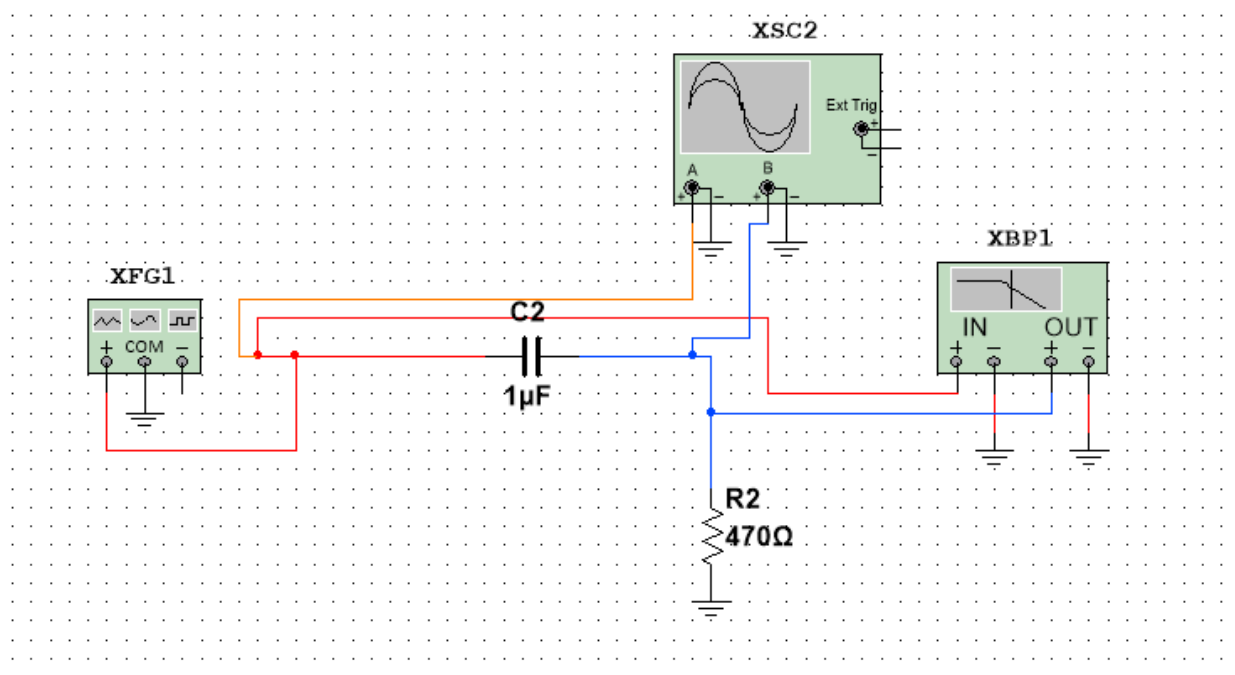 XSC2
Ext Trig
+
−
A
B
+ − + −
XBP1
XFG1
IN OUT
+ − + −
+ COM −
C2
1µF
R2
470Ω